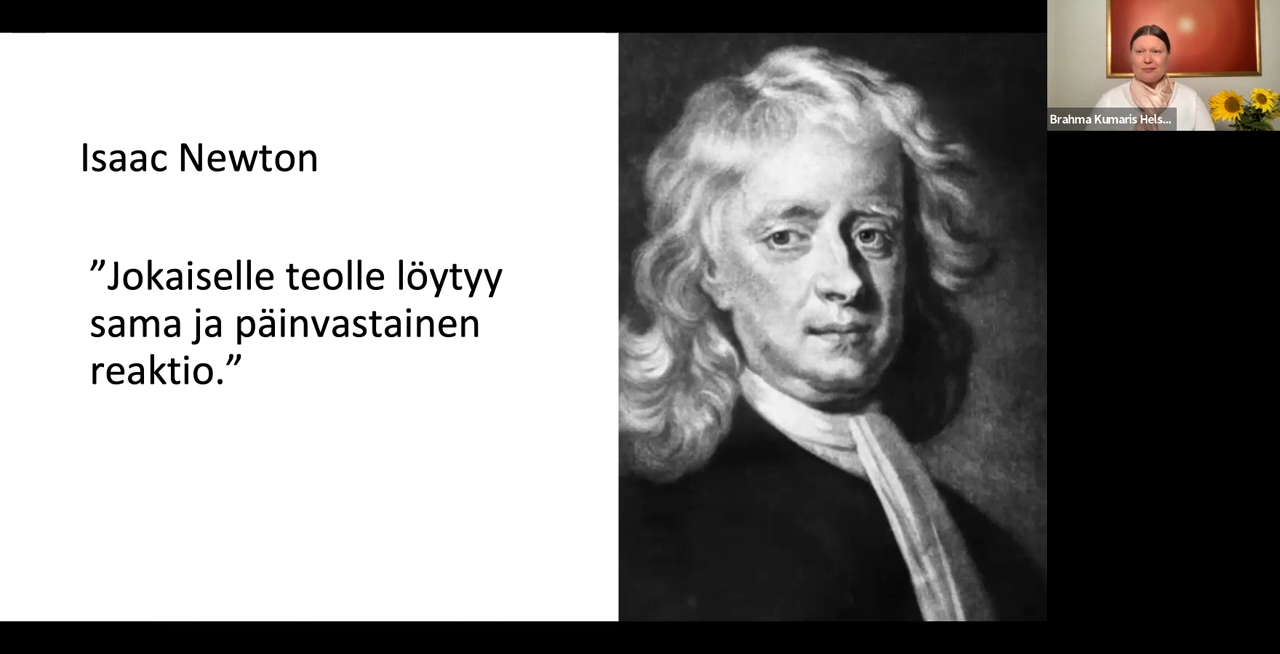 Isaac Newton
”Jokaiselle teolle löytyy
sama ja päinvastainen
reaktio.”
Brahma Kumaris Hels...